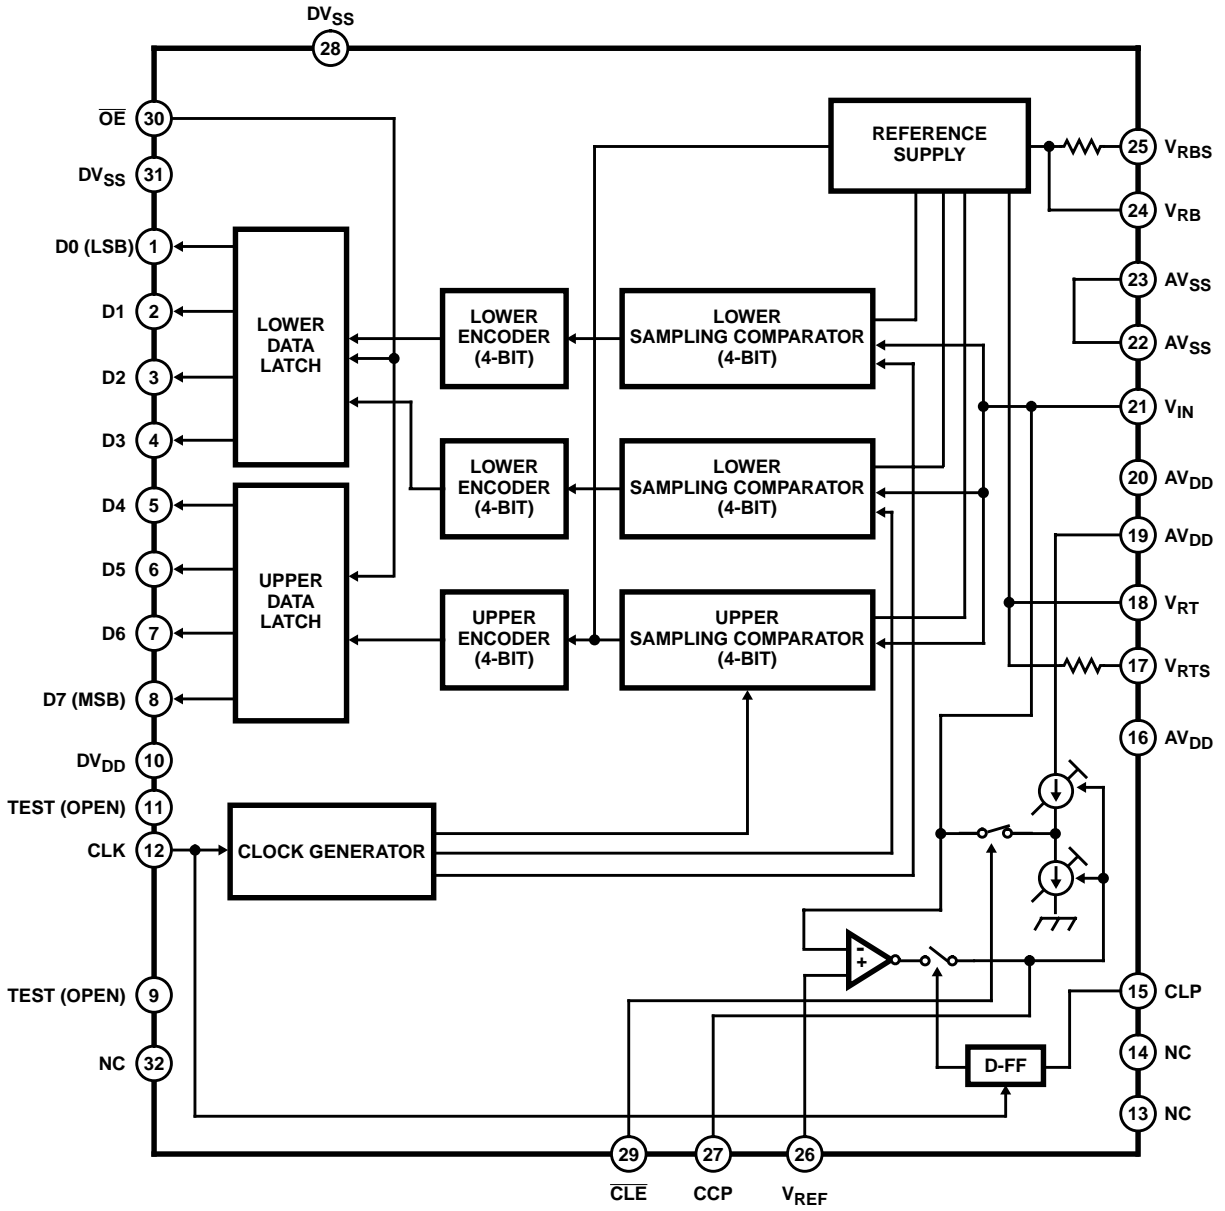 DVSS
28
OE 30
DVSS 31
D0 (LSB) 1
D1 2
D2 3
D3 4
D4 5
D5 6
D6 7
D7 (MSB) 8
DVDD 10
TEST (OPEN) 11
CLK 12
TEST (OPEN) 9
NC 32
LOWER
DATA
LATCH
UPPER
DATA
LATCH
LOWER
ENCODER
(4-BIT)
LOWER
ENCODER
(4-BIT)
UPPER
ENCODER
(4-BIT)
REFERENCE
SUPPLY
LOWER
SAMPLING COMPARATOR
(4-BIT)
LOWER
SAMPLING COMPARATOR
(4-BIT)
UPPER
SAMPLING COMPARATOR
(4-BIT)
CLOCK GENERATOR
-
+
D-FF
25 VRBS
24 VRB
23 AVSS
22 AVSS
21 VIN
20 AVDD
19 AVDD
18 VRT
17 VRTS
16 AVDD
15 CLP
14 NC
13 NC
29
CLE
27
CCP
26
VREF